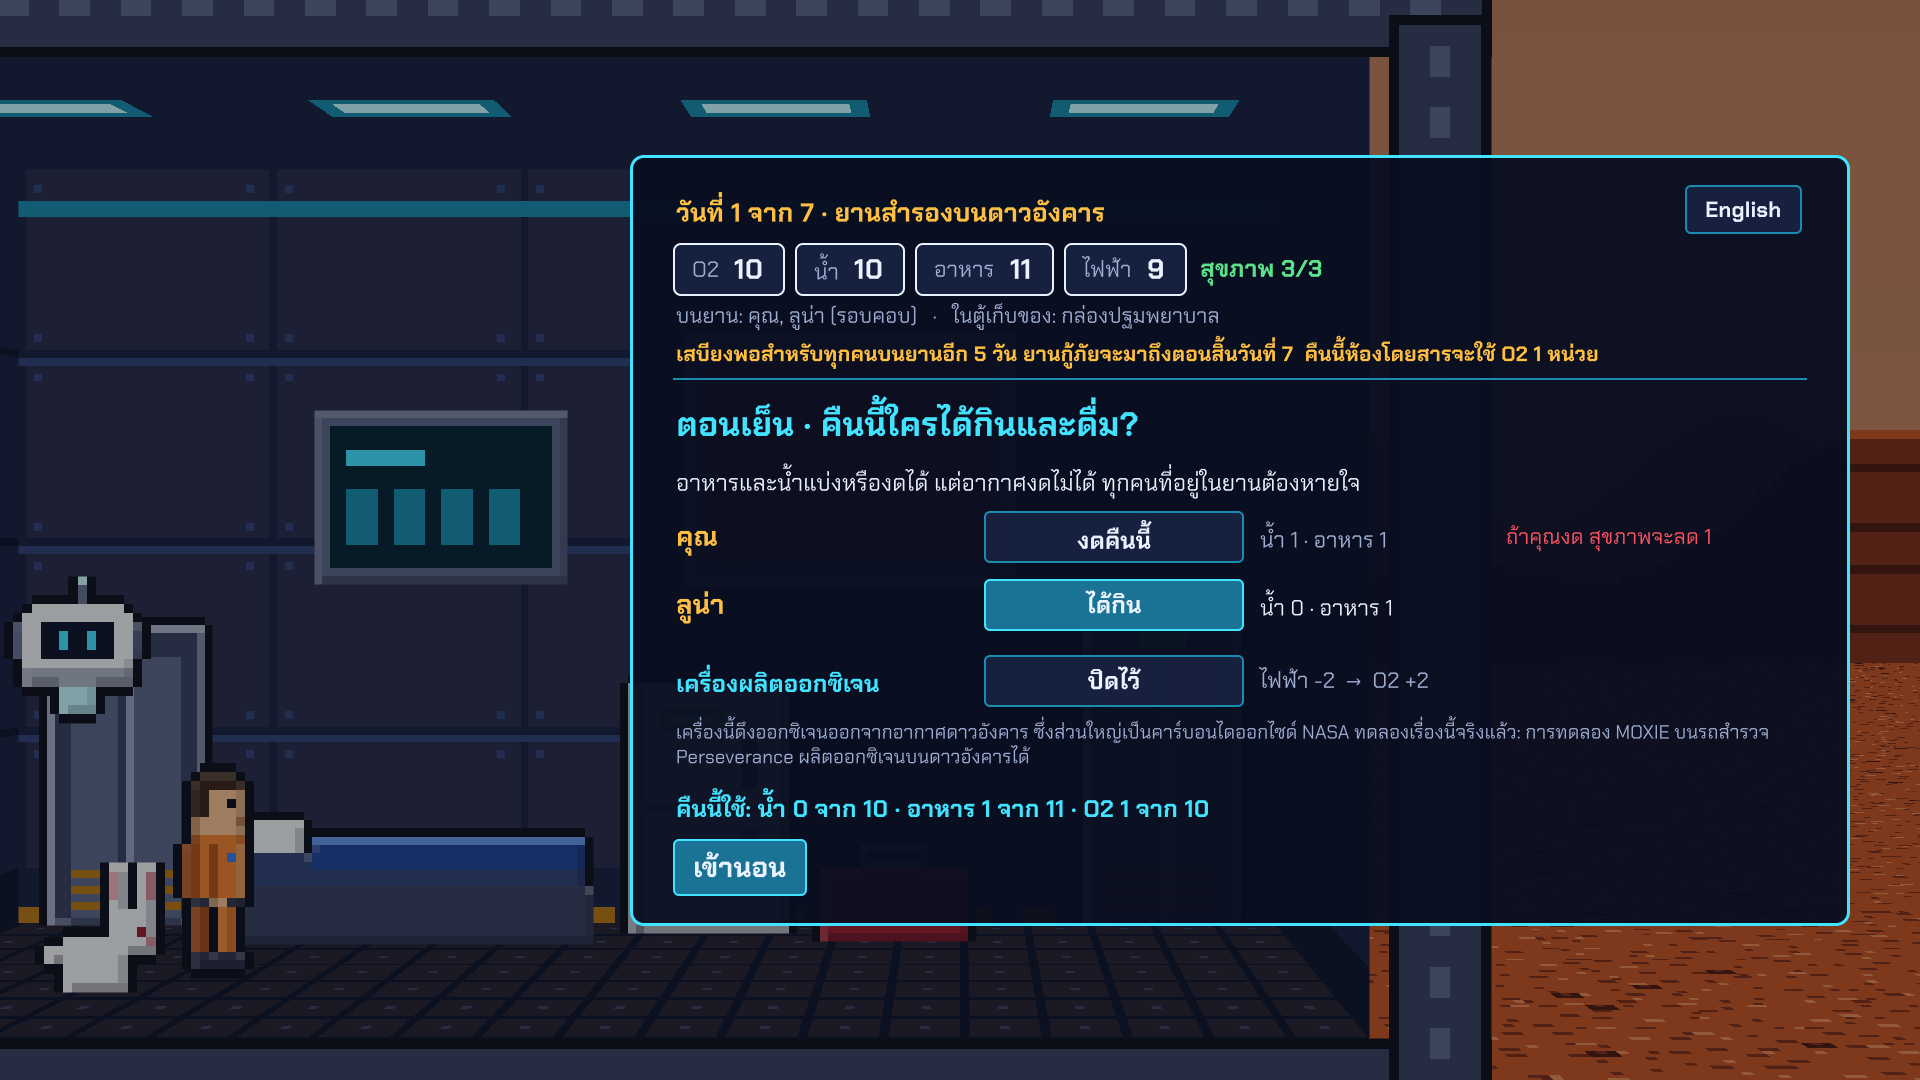 วันที่ 1 จาก 7 · ยานสำรองบนดาวอังคาร
English
O2 10 น้ำ 10 อาหาร 11 ไฟฟ้า 9 สุขภาพ 3/3
บนยาน: คุณ, ลูน่า (รอบคอบ) · ในตู้เก็บของ: กล่องปฐมพยาบาล
เสบียงพอสำหรับทุกคนบนยานอีก 5 วัน ยานกู้ภัยจะมาถึงตอนสิ้นวันที่ 7 คืนนี้ห้องโดยสารจะใช้ O2 1 หน่วย
ตอนเย็น · คืนนี้ใครได้กินและดื่ม?
อาหารและน้ำแบ่งหรืองดได้ แต่อากาศงดไม่ได้ ทุกคนที่อยู่ในยานต้องหายใจ
คุณ งดคืนนี้ น้ำ 1 · อาหาร 1 ถ้าคุณงด สุขภาพจะลด 1
ลูน่า ได้กิน น้ำ 0 · อาหาร 1
เครื่องผลิตออกซิเจน ปิดไว้ ไฟฟ้า -2 → O2 +2
เครื่องนี้ดึงออกซิเจนออกจากอากาศดาวอังคาร ซึ่งส่วนใหญ่เป็นคาร์บอนไดออกไซด์ NASA ทดลองเรื่องนี้จริงแล้ว: การทดลอง MOXIE บนรถสำรวจ
Perseverance ผลิตออกซิเจนบนดาวอังคารได้
คืนนี้ใช้: น้ำ 0 จาก 10 · อาหาร 1 จาก 11 · O2 1 จาก 10
เข้านอน